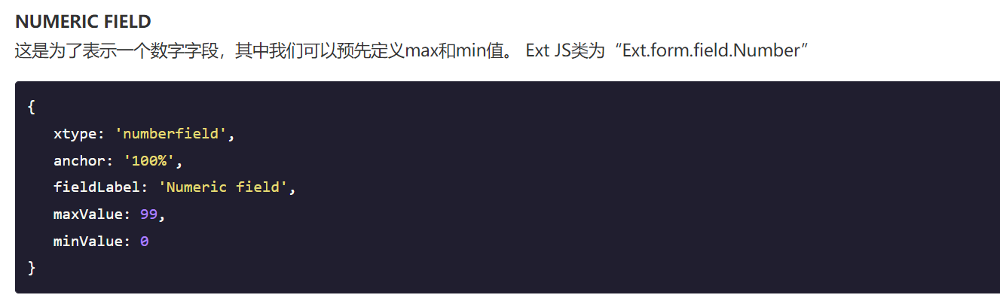 NUMERIC FIELD
这是为了表示一个数字字段，其中我们可以预先定义max和min值。 Ext JS类为“Ext.form.field.Number”
{
   xtype: 'numberfield',
   anchor: '100%',
   fieldLabel: 'Numeric field',
   maxValue: 99,
   minValue: 0
}